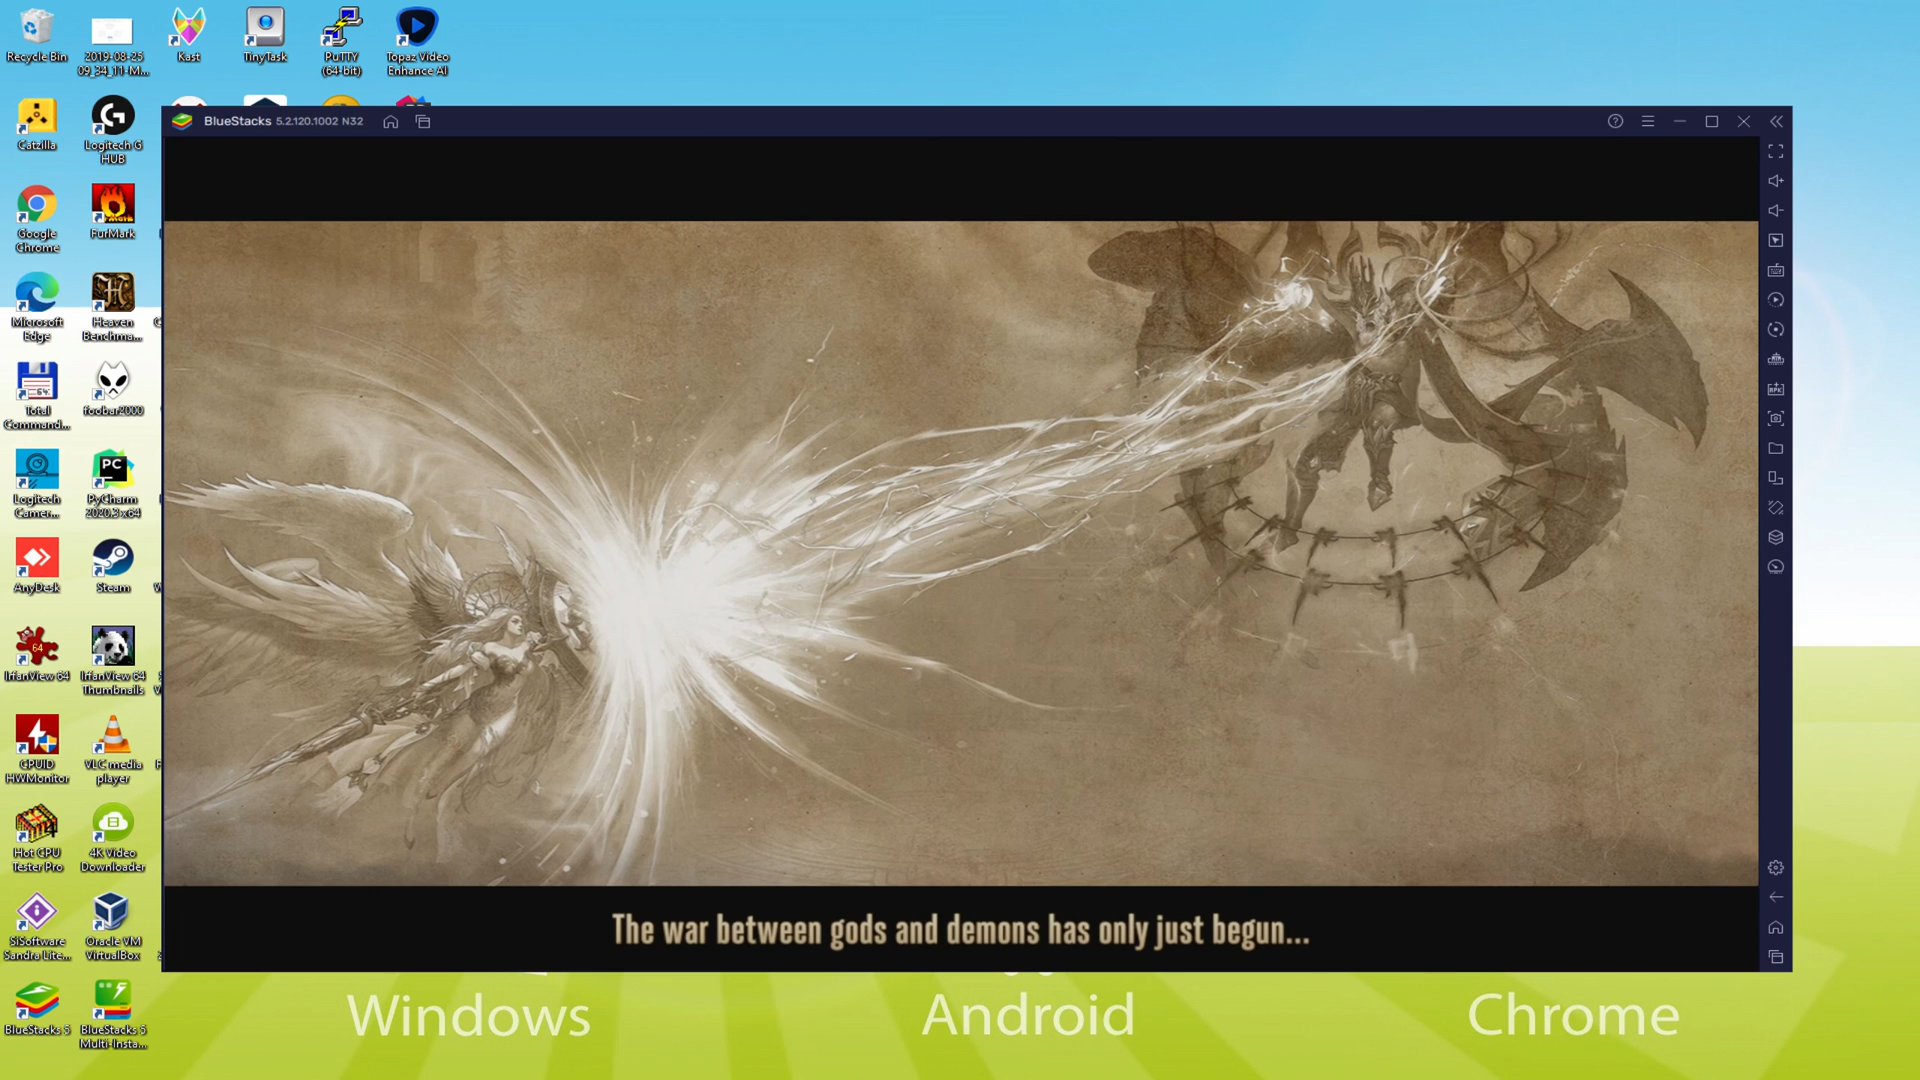 Recycle Bin
2019-08-25
09_34_11-M...
Kast
TinyTask
PuTTY
(64-bit)
Topaz Video
Enhance AI
Catzilla
Logitech G
HUB
BlueStacks 5.2.120.1002 N32
Google
Chrome
FurMark
Microsoft
Edge
Heaven
Benchma...
Total
Command...
foobar2000
Logitech
Camer...
PC
PyCharm
2020.3 x64
AnyDesk
Steam
64
IrfanView 64
IrfanView 64
Thumbnails
CPUID
HWMonitor
VLC media
player
Hot CPU
Tester Pro
4K Video
Downloader
SiSoftware
Sandra Lite...
Oracle VM
VirtualBox
BlueStacks 5
BlueStacks 5
Multi-Insta...
The war between gods and demons has only just begun...
Windows
Android
Chrome